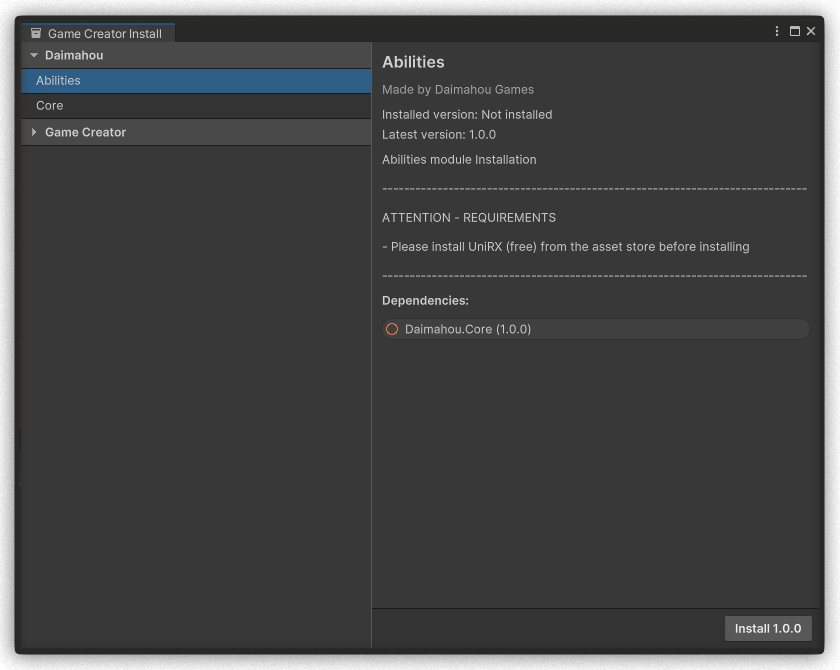 Game Creator Install
Daimahou
Abilities
Core
Game Creator
Abilities
Made by Daimahou Games
Installed version: Not installed
Latest version: 1.0.0
Abilities module Installation
--------------------------------------------------------------------------------
ATTENTION - REQUIREMENTS
- Please install UniRX (free) from the asset store before installing
--------------------------------------------------------------------------------
Dependencies:
Daimahou.Core (1.0.0)
Install 1.0.0